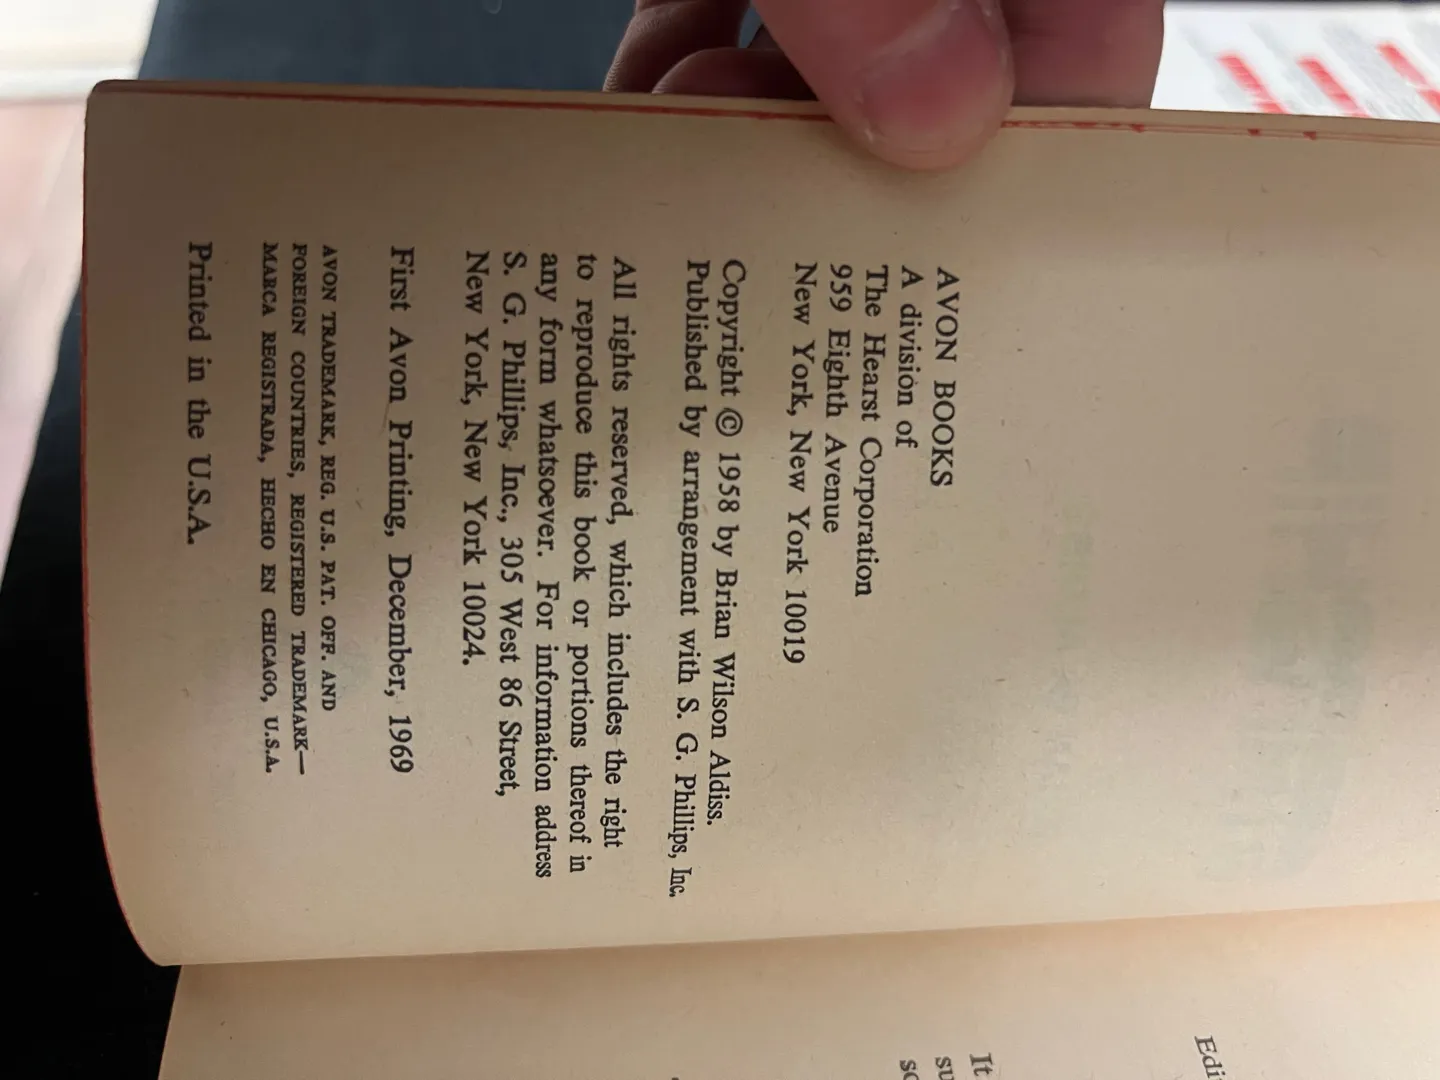 AVON BOOKS
A division of
The Hearst Corporation
959 Eighth Avenue
New York, New York 10019
Copyright © 1958 by Brian Wilson Aldiss.
Published by arrangement with S. G. Phillips, Inc.
All rights reserved, which includes the right
to reproduce this book or portions thereof in
any form whatsoever. For information address
S. G. Phillips, Inc., 305 West 86 Street,
New York, New York 10024.
First Avon Printing, December, 1969
AVON TRADEMARK, REG. U.S. PAT. OFF. AND
FOREIGN COUNTRIES, REGISTERED TRADEMARK—
MARCA REGISTRADA, HECHO EN CHICAGO, U.S.A.
Printed in the U.S.A.
It